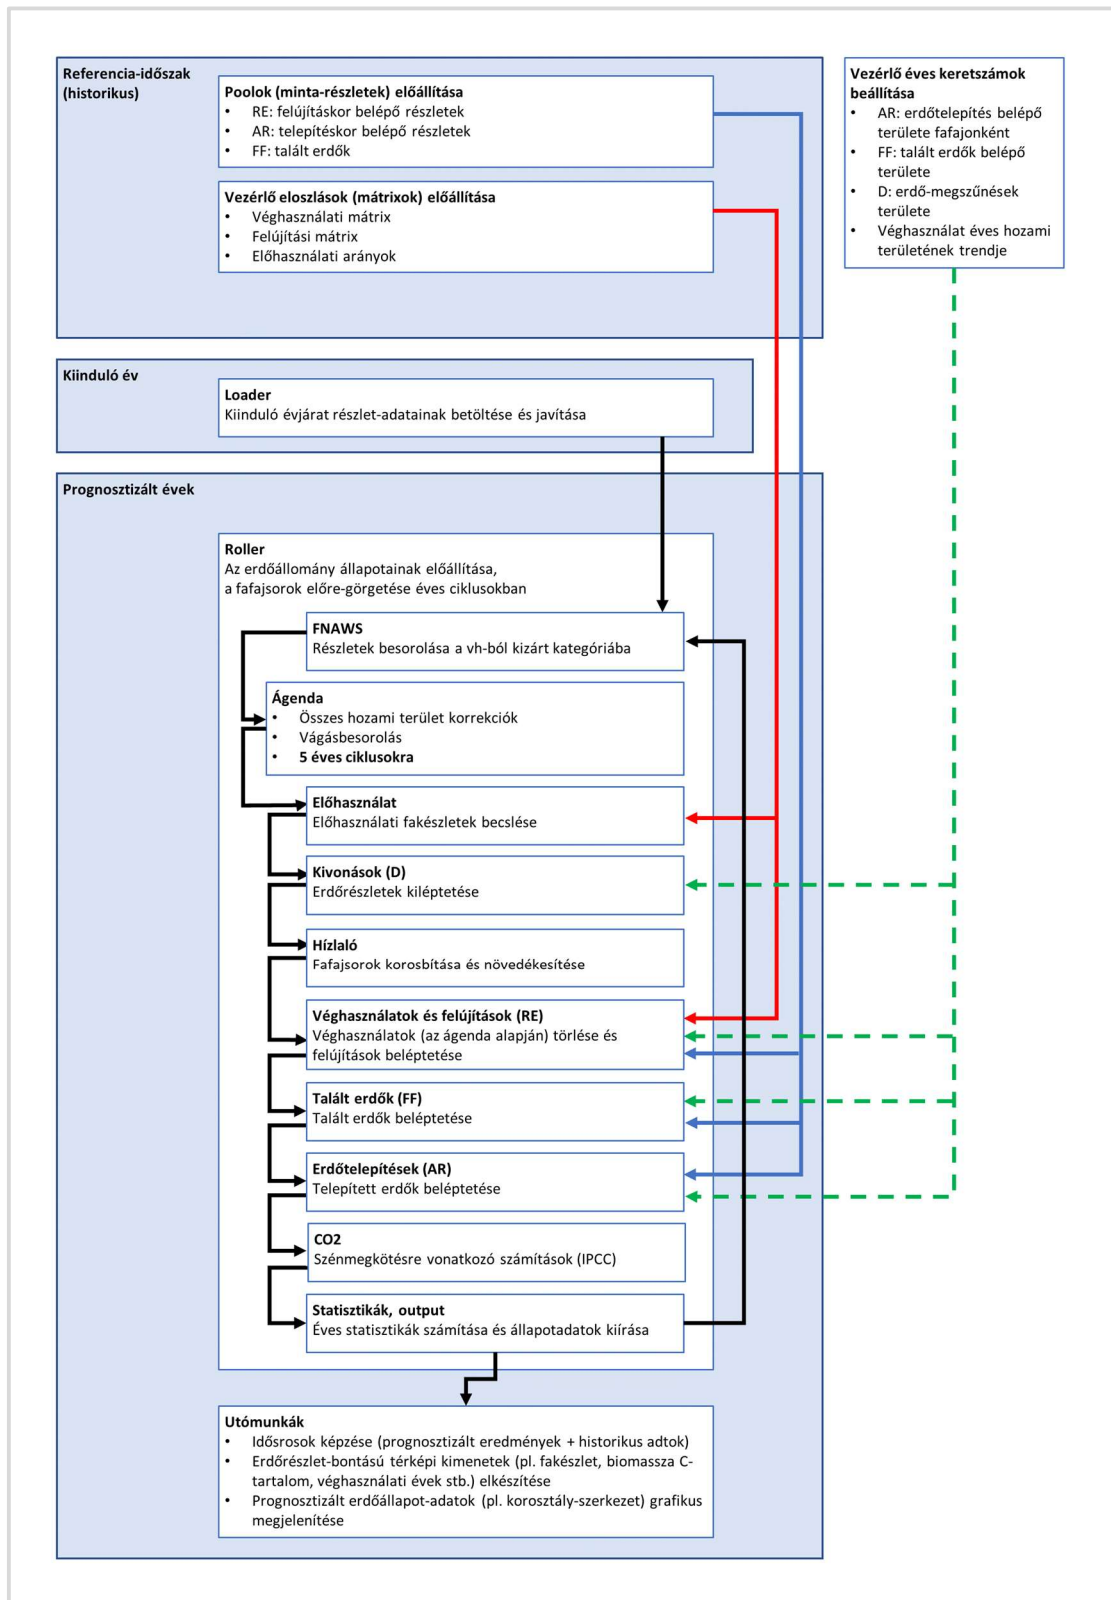 Referencia-időszak
(historikus)
Poolok (minta-részletek) előállítása
• RE: felújításkor belépő részletek
• AR: telepítéskor belépő részletek
• FF: talált erdők
Vezérlő eloszlások (mátrixok) előállítása
• Véghasználati mátrix
• Felújítási mátrix
• Előhasználati arányok
Vezérlő éves keretszámok
beállítása
• AR: erdőtelepítés belépő
területe fafajonként
• FF: talált erdők belépő
területe
• D: erdő-megszűnések
területe
• Véghasználat éves hozami
területének trendje
Kiinduló év
Loader
Kiinduló évjárat részlet-adatainak betöltése és javítása
Prognosztizált évek
Roller
Az erdőállomány állapotainak előállítása,
a fafajsorok előre-görgetése éves ciklusokban
FNAWS
Részletek besorolása a vh-ból kizárt kategóriába
Ágenda
• Összes hozami terület korrekciók
• Vágásbesorolás
• 5 éves ciklusokra
Előhasználat
Előhasználati fakészletek becslése
Kivonások (D)
Erdőrészletek kiléptetése
Hízlaló
Fafajsorok korosbítása és növedékesítése
Véghasználatok és felújítások (RE)
Véghasználatok (az ágenda alapján) törlése és
felújítások beléptetése
Talált erdők (FF)
Talált erdők beléptetése
Erdőtelepítések (AR)
Telepített erdők beléptetése
CO2
Szénmegkötésre vonatkozó számítások (IPCC)
Statisztikák, output
Éves statisztikák számítása és állapotadatok kiírása
Utómunkák
• Idősrosok képzése (prognosztizált eredmények + historikus adtok)
• Erdőrészlet-bontású térképi kimenetek (pl. fakészlet, biomassza C-
tartalom, véghasználati évek stb.) elkészítése
• Prognosztizált erdőállapot-adatok (pl. korosztály-szerkezet) grafikus
megjelenítése